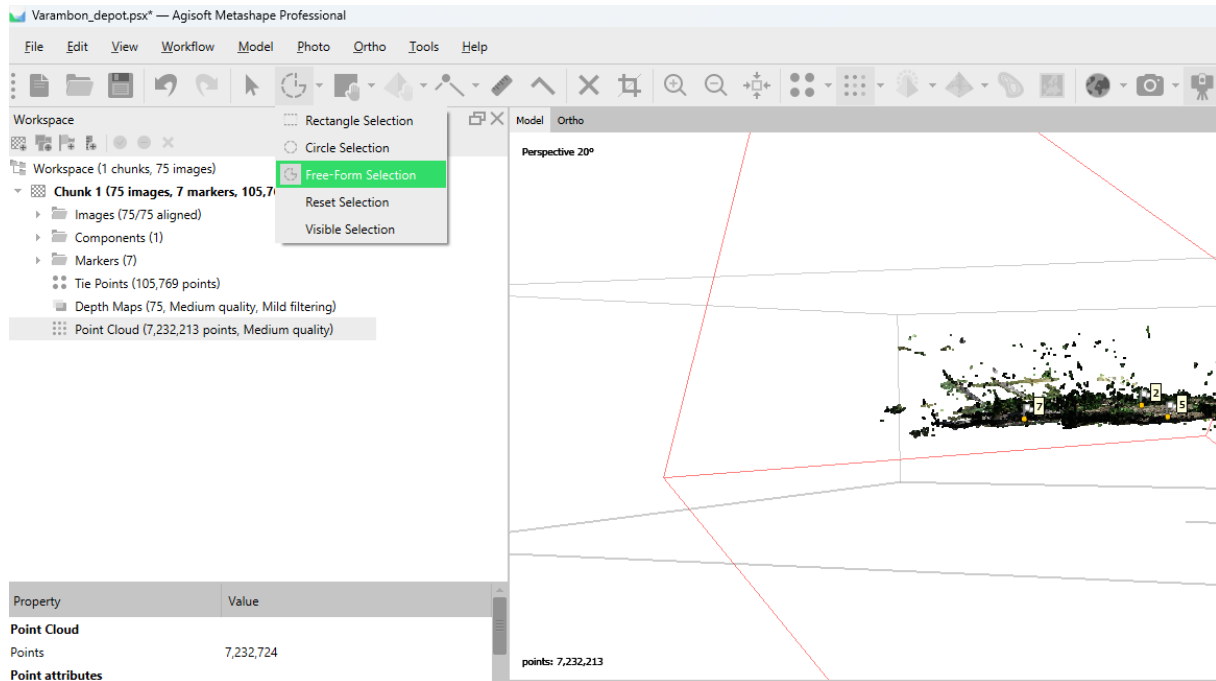 Varambon_depot.psx* — Agisoft Metashape Professional
File Edit View Workflow Model Photo Ortho Tools Help
Workspace
Rectangle Selection
Circle Selection
Free-Form Selection
Reset Selection
Visible Selection
Workspace (1 chunks, 75 images)
Chunk 1 (75 images, 7 markers, 105,7
Images (75/75 aligned)
Components (1)
Markers (7)
Tie Points (105,769 points)
Depth Maps (75, Medium quality, Mild filtering)
Point Cloud (7,232,213 points, Medium quality)
Property Value
Point Cloud
Points 7,232,724
Point attributes
Model Ortho
Perspective 20°
7
2
5
points: 7,232,213